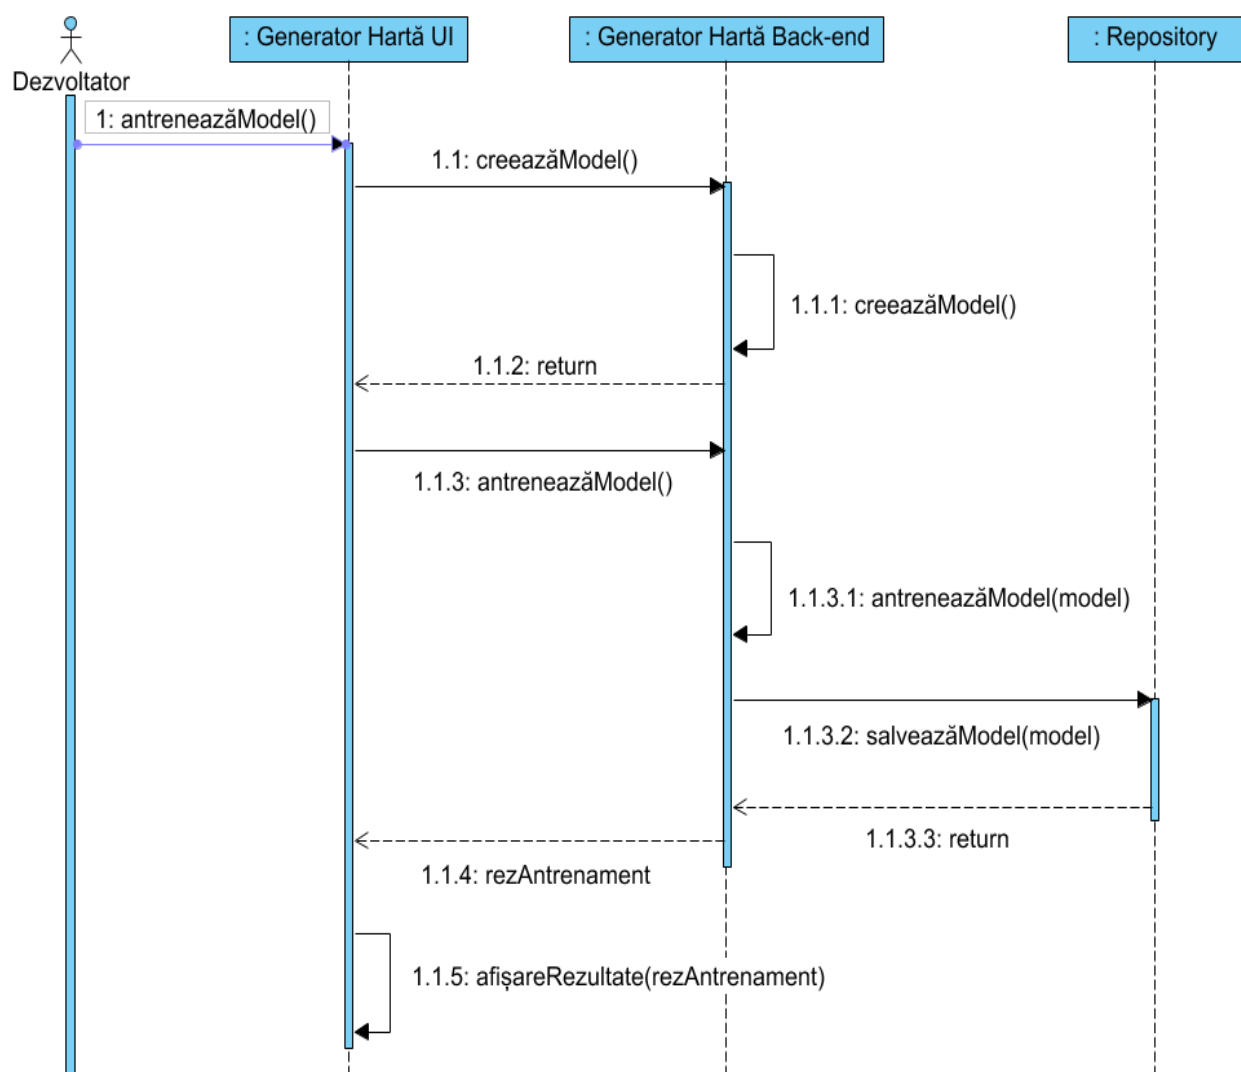 Dezvoltator
: Generator Hartă UI
: Generator Hartă Back-end
: Repository
1: antreneazăModel()
1.1: creeazăModel()
1.1.1: creeazăModel()
1.1.2: return
1.1.3: antreneazăModel()
1.1.3.1: antreneazăModel(model)
1.1.3.2: salveazăModel(model)
1.1.3.3: return
1.1.4: rezAntrenament
1.1.5: afișareRezultate(rezAntrenament)